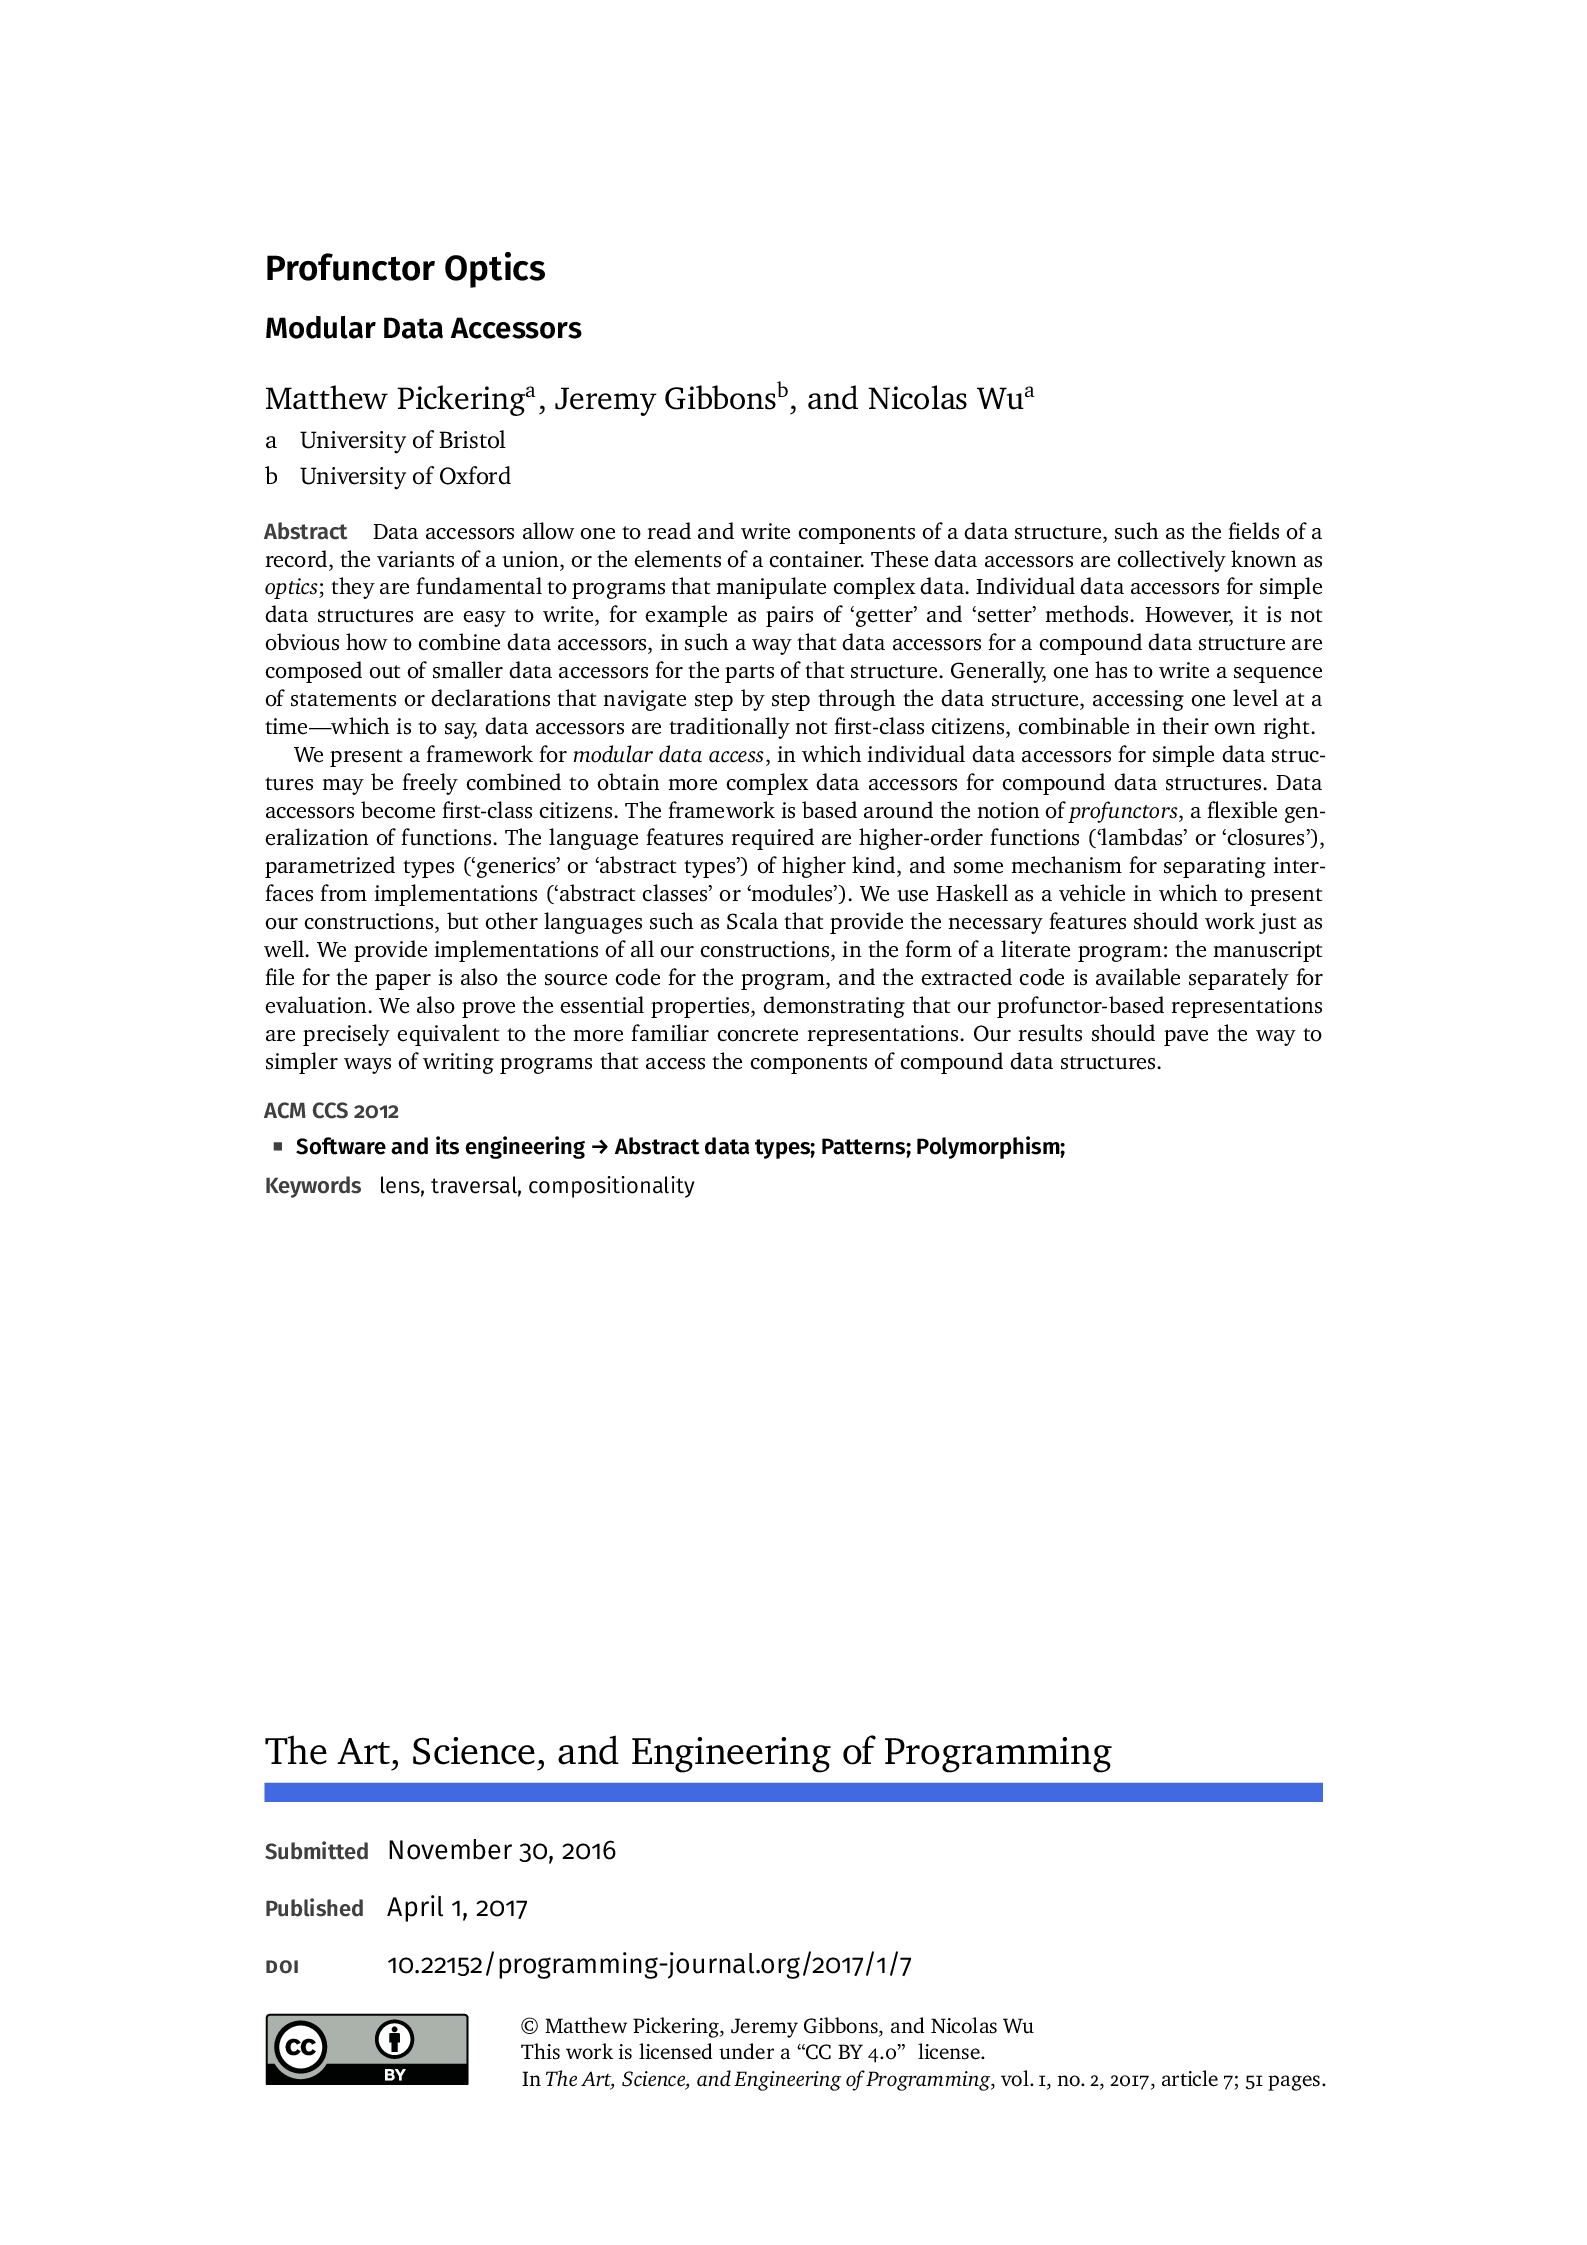 Profunctor Optics
Modular Data Accessors
Matthew Pickeringᵃ, Jeremy Gibbonsᵇ, and Nicolas Wuᵃ
a University of Bristol
b University of Oxford
Abstract Data accessors allow one to read and write components of a data structure, such as the fields of a
record, the variants of a union, or the elements of a container. These data accessors are collectively known as
optics; they are fundamental to programs that manipulate complex data. Individual data accessors for simple
data structures are easy to write, for example as pairs of ‘getter’ and ‘setter’ methods. However, it is not
obvious how to combine data accessors, in such a way that data accessors for a compound data structure are
composed out of smaller data accessors for the parts of that structure. Generally, one has to write a sequence
of statements or declarations that navigate step by step through the data structure, accessing one level at a
time—which is to say, data accessors are traditionally not first-class citizens, combinable in their own right.
We present a framework for modular data access, in which individual data accessors for simple data struc-
tures may be freely combined to obtain more complex data accessors for compound data structures. Data
accessors become first-class citizens. The framework is based around the notion of profunctors, a flexible gen-
eralization of functions. The language features required are higher-order functions (‘lambdas’ or ‘closures’),
parametrized types (‘generics’ or ‘abstract types’) of higher kind, and some mechanism for separating inter-
faces from implementations (‘abstract classes’ or ‘modules’). We use Haskell as a vehicle in which to present
our constructions, but other languages such as Scala that provide the necessary features should work just as
well. We provide implementations of all our constructions, in the form of a literate program: the manuscript
file for the paper is also the source code for the program, and the extracted code is available separately for
evaluation. We also prove the essential properties, demonstrating that our profunctor-based representations
are precisely equivalent to the more familiar concrete representations. Our results should pave the way to
simpler ways of writing programs that access the components of compound data structures.
ACM CCS 2012
▪ Software and its engineering → Abstract data types; Patterns; Polymorphism;
Keywords lens, traversal, compositionality
The Art, Science, and Engineering of Programming
Submitted November 30, 2016
Published April 1, 2017
DOI 10.22152/programming-journal.org/2017/1/7
cc BY
© Matthew Pickering, Jeremy Gibbons, and Nicolas Wu
This work is licensed under a “CC BY 4.0” license.
In The Art, Science, and Engineering of Programming, vol. 1, no. 2, 2017, article 7; 51 pages.